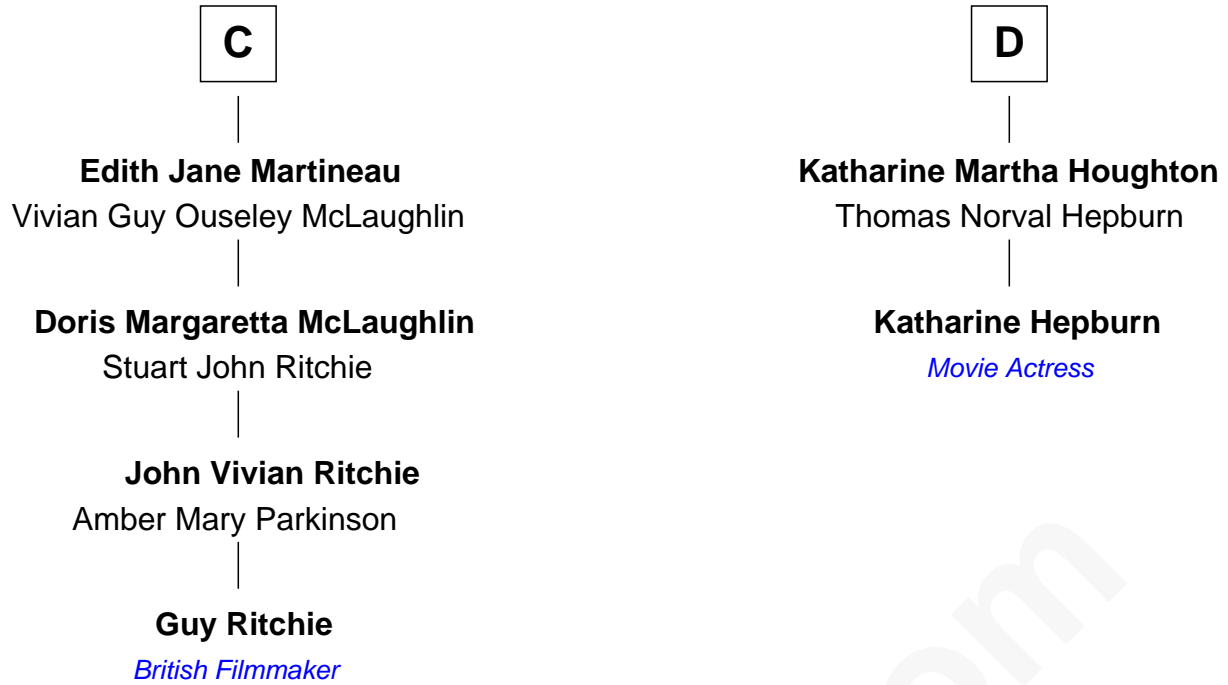 C
Edith Jane Martineau
Vivian Guy Ouseley McLaughlin
Doris Margaretta McLaughlin
Stuart John Ritchie
John Vivian Ritchie
Amber Mary Parkinson
Guy Ritchie
British Filmmaker
D
Katharine Martha Houghton
Thomas Norval Hepburn
Katharine Hepburn
Movie Actress
om